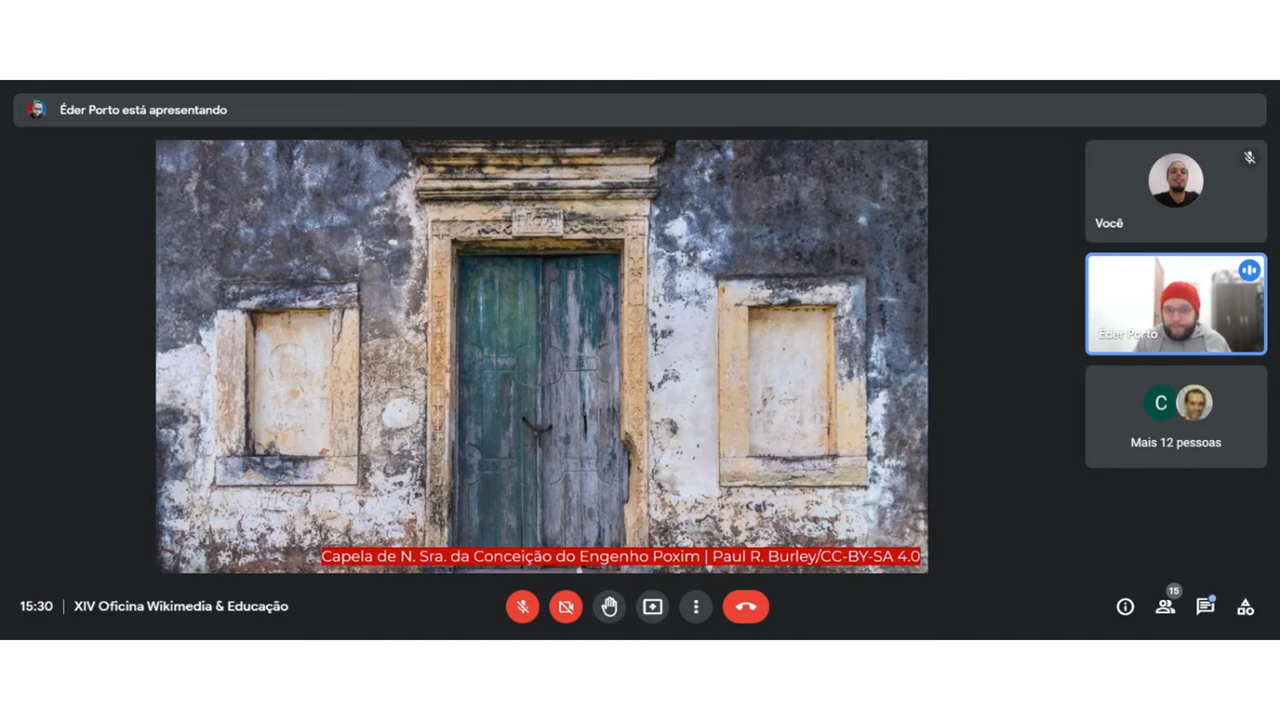 Éder Porto está apresentando
Você
Éder Porto
C
Mais 12 pessoas
Capela de N. Sra. da Conceição do Engenho Poxim | Paul R. Burley/CC-BY-SA 4.0
15:30 | XIV Oficina Wikimedia & Educação
15